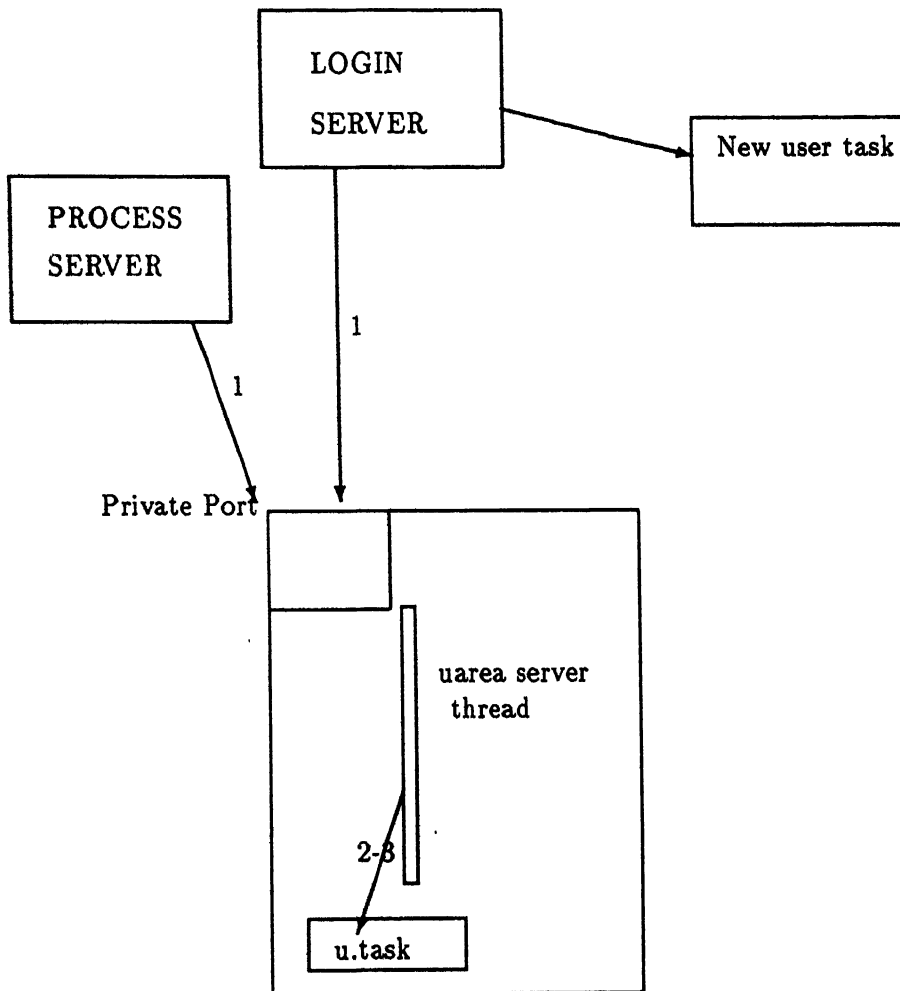 LOGIN
SERVER
New user task
PROCESS
SERVER
1
1
Private Port
uarea server
thread
2-3
u.task